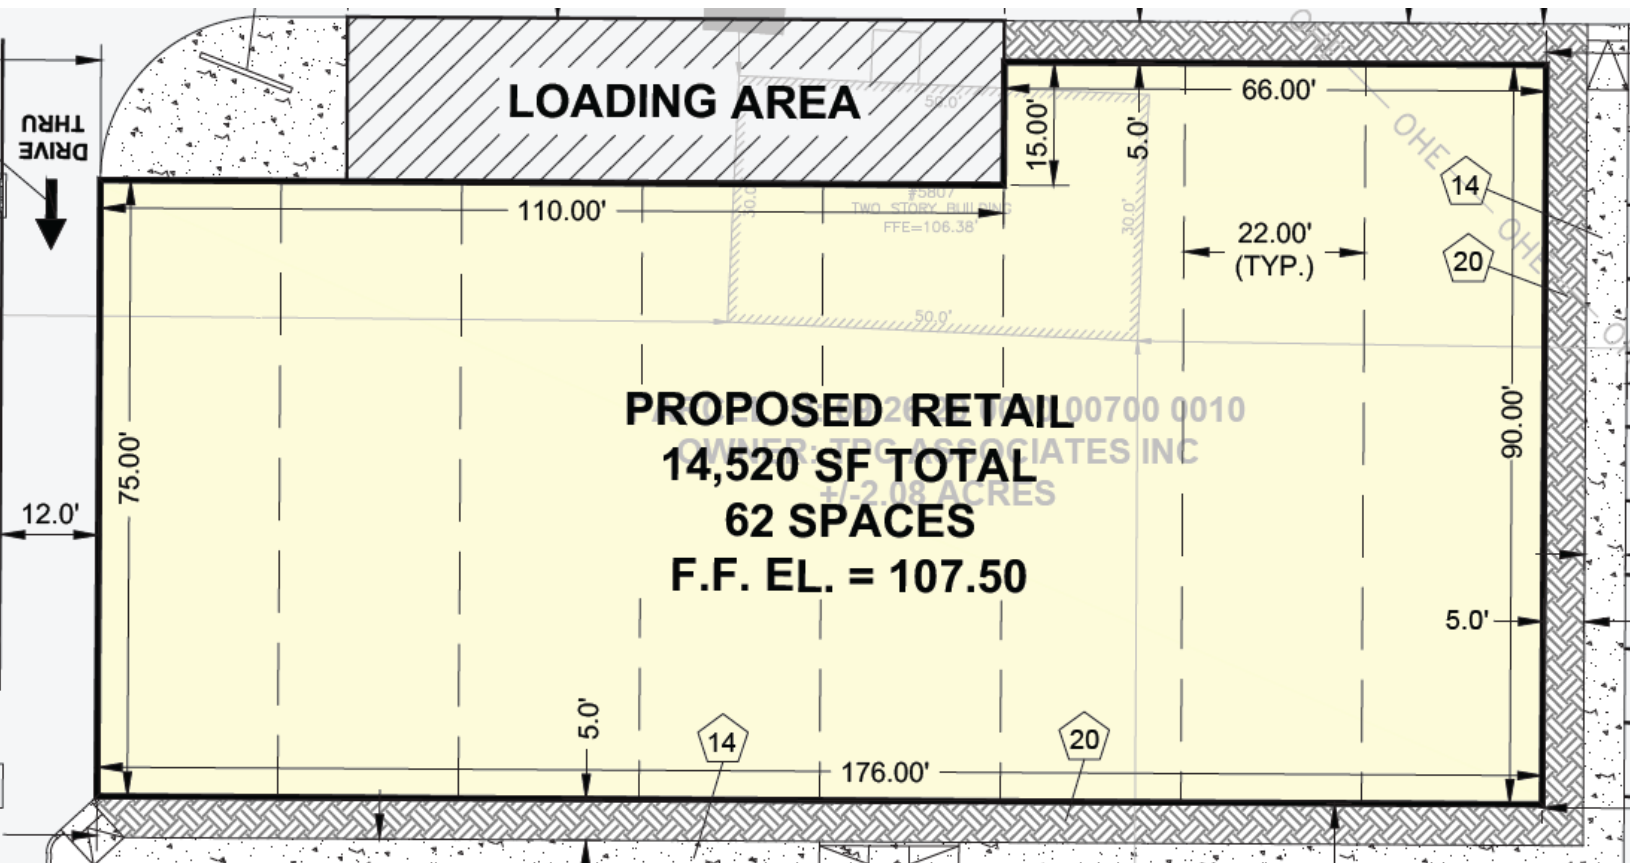 LOADING AREA
DRIVE
THRU
66.00'
15.00'
5.0'
50.0'
14
110.00'
30.0'
#5807
TWO STORY BUILDING
FFE=106.38'
30.0'
OHE
OHE
22.00'
(TYP.)
20
50.0'
PROPOSED RETAIL
14,520 SF TOTAL
62 SPACES
F.F. EL. = 107.50
00700 0010
OWNER: TPC ASSOCIATES INC
+/-2.08 ACRES
75.00'
90.00'
12.0'
5.0'
5.0'
14
20
176.00'